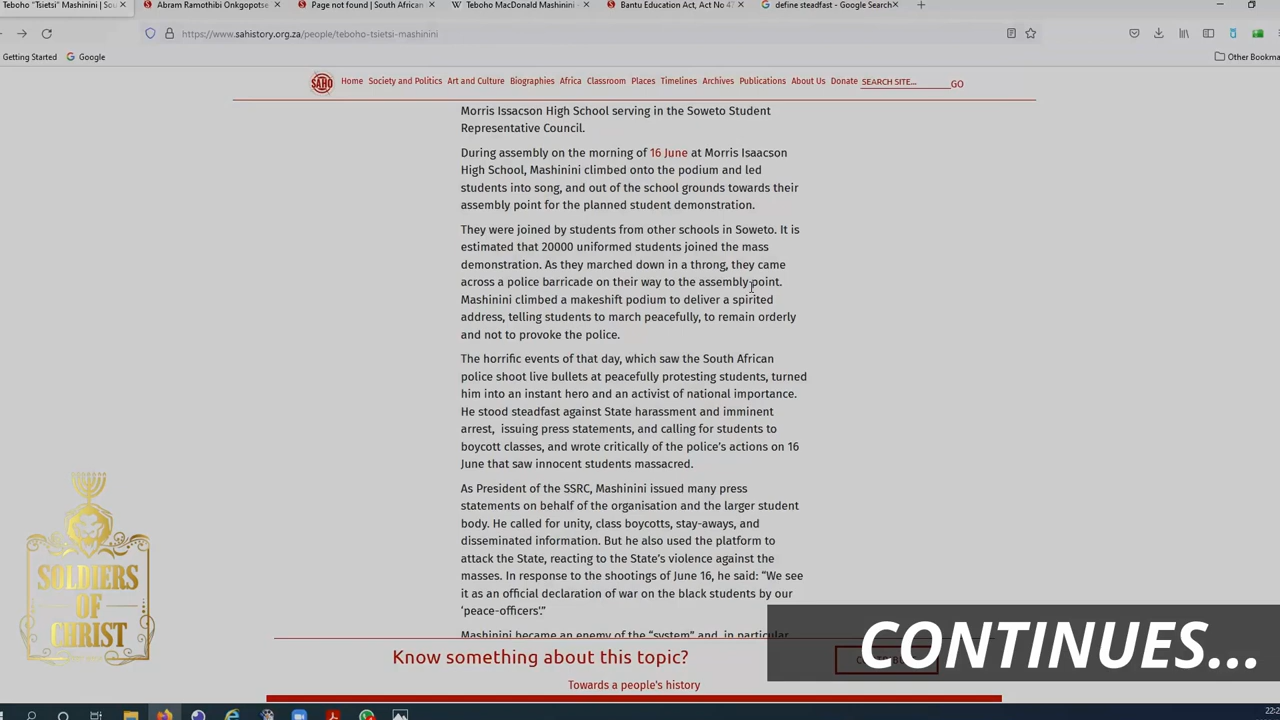 Teboho "Tsietsi" Mashinini | Sou
Abram Ramothibi Onkgopotse
Page not found | South African
Teboho MacDonald Mashinini -
Bantu Education Act, Act No 47
define steadfast - Google Search
https://www.sahistory.org.za/people/teboho-tsietsi-mashinini
Getting Started
Google
Other Bookma
SAHO
Home Society and Politics Art and Culture Biographies Africa Classroom Places Timelines Archives Publications About Us Donate SEARCH SITE... GO
Morris Issacson High School serving in the Soweto Student
Representative Council.
During assembly on the morning of 16 June at Morris Isaacson
High School, Mashinini climbed onto the podium and led
students into song, and out of the school grounds towards their
assembly point for the planned student demonstration.
They were joined by students from other schools in Soweto. It is
estimated that 20000 uniformed students joined the mass
demonstration. As they marched down in a throng, they came
across a police barricade on their way to the assembly point.
Mashinini climbed a makeshift podium to deliver a spirited
address, telling students to march peacefully, to remain orderly
and not to provoke the police.
The horrific events of that day, which saw the South African
police shoot live bullets at peacefully protesting students, turned
him into an instant hero and an activist of national importance.
He stood steadfast against State harassment and imminent
arrest,  issuing press statements, and calling for students to
boycott classes, and wrote critically of the police's actions on 16
June that saw innocent students massacred.
As President of the SSRC, Mashinini issued many press
statements on behalf of the organisation and the larger student
body. He called for unity, class boycotts, stay-aways, and
disseminated information. But he also used the platform to
attack the State, reacting to the State's violence against the
masses. In response to the shootings of June 16, he said: "We see
it as an official declaration of war on the black students by our
'peace-officers'."
Mashinini became an enemy of the "system" and, in particular
SOLDIERS
OF
CHRIST
Know something about this topic?
CONTINUES...
Towards a people's history
22:2